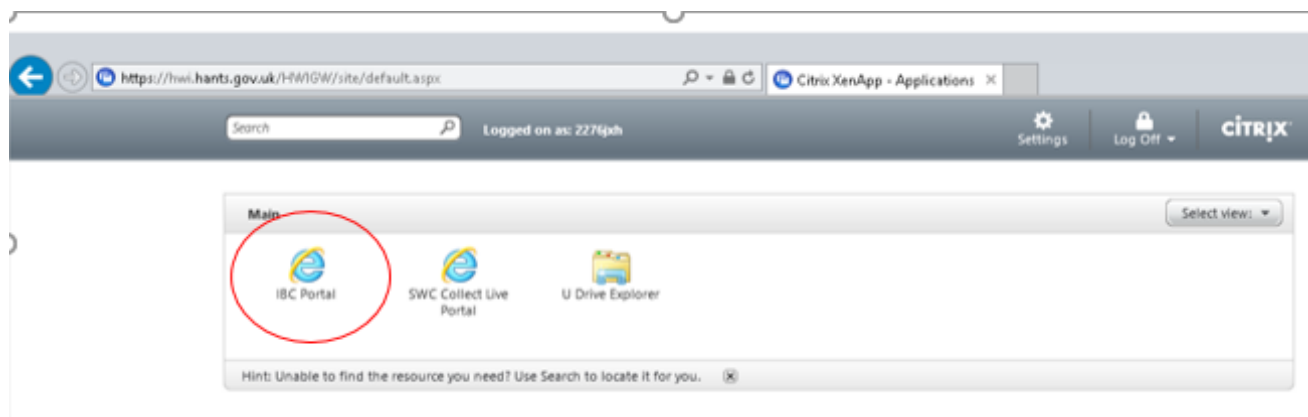 https://hwi.hants.gov.uk/HWIGW//site/default.aspx
Citrix XenApp - Applications
Search
Logged on as: 2276jxh
Settings
Log Off
CITRIX
Main
Select view:
IBC Portal
SWC Collect Live
Portal
U Drive Explorer
Hint: Unable to find the resource you need? Use Search to locate it for you.